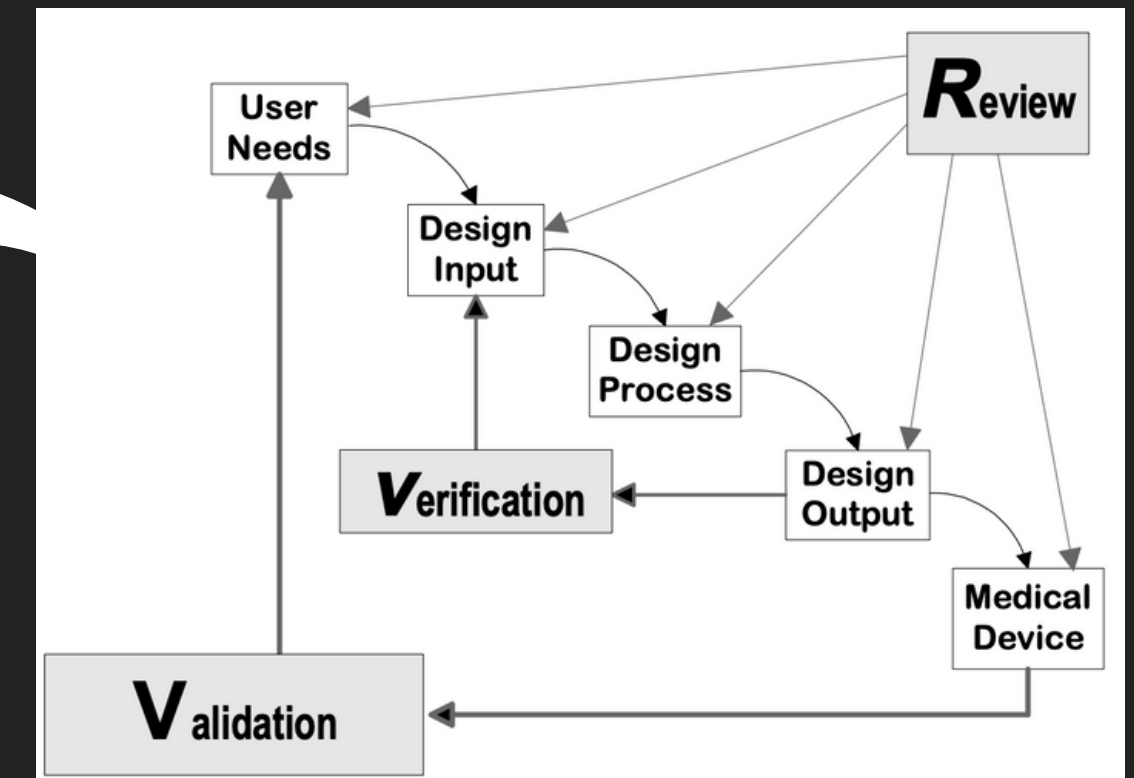 User
Needs
Review
Design
Input
Design
Process
Verification
Design
Output
Medical
Device
Validation